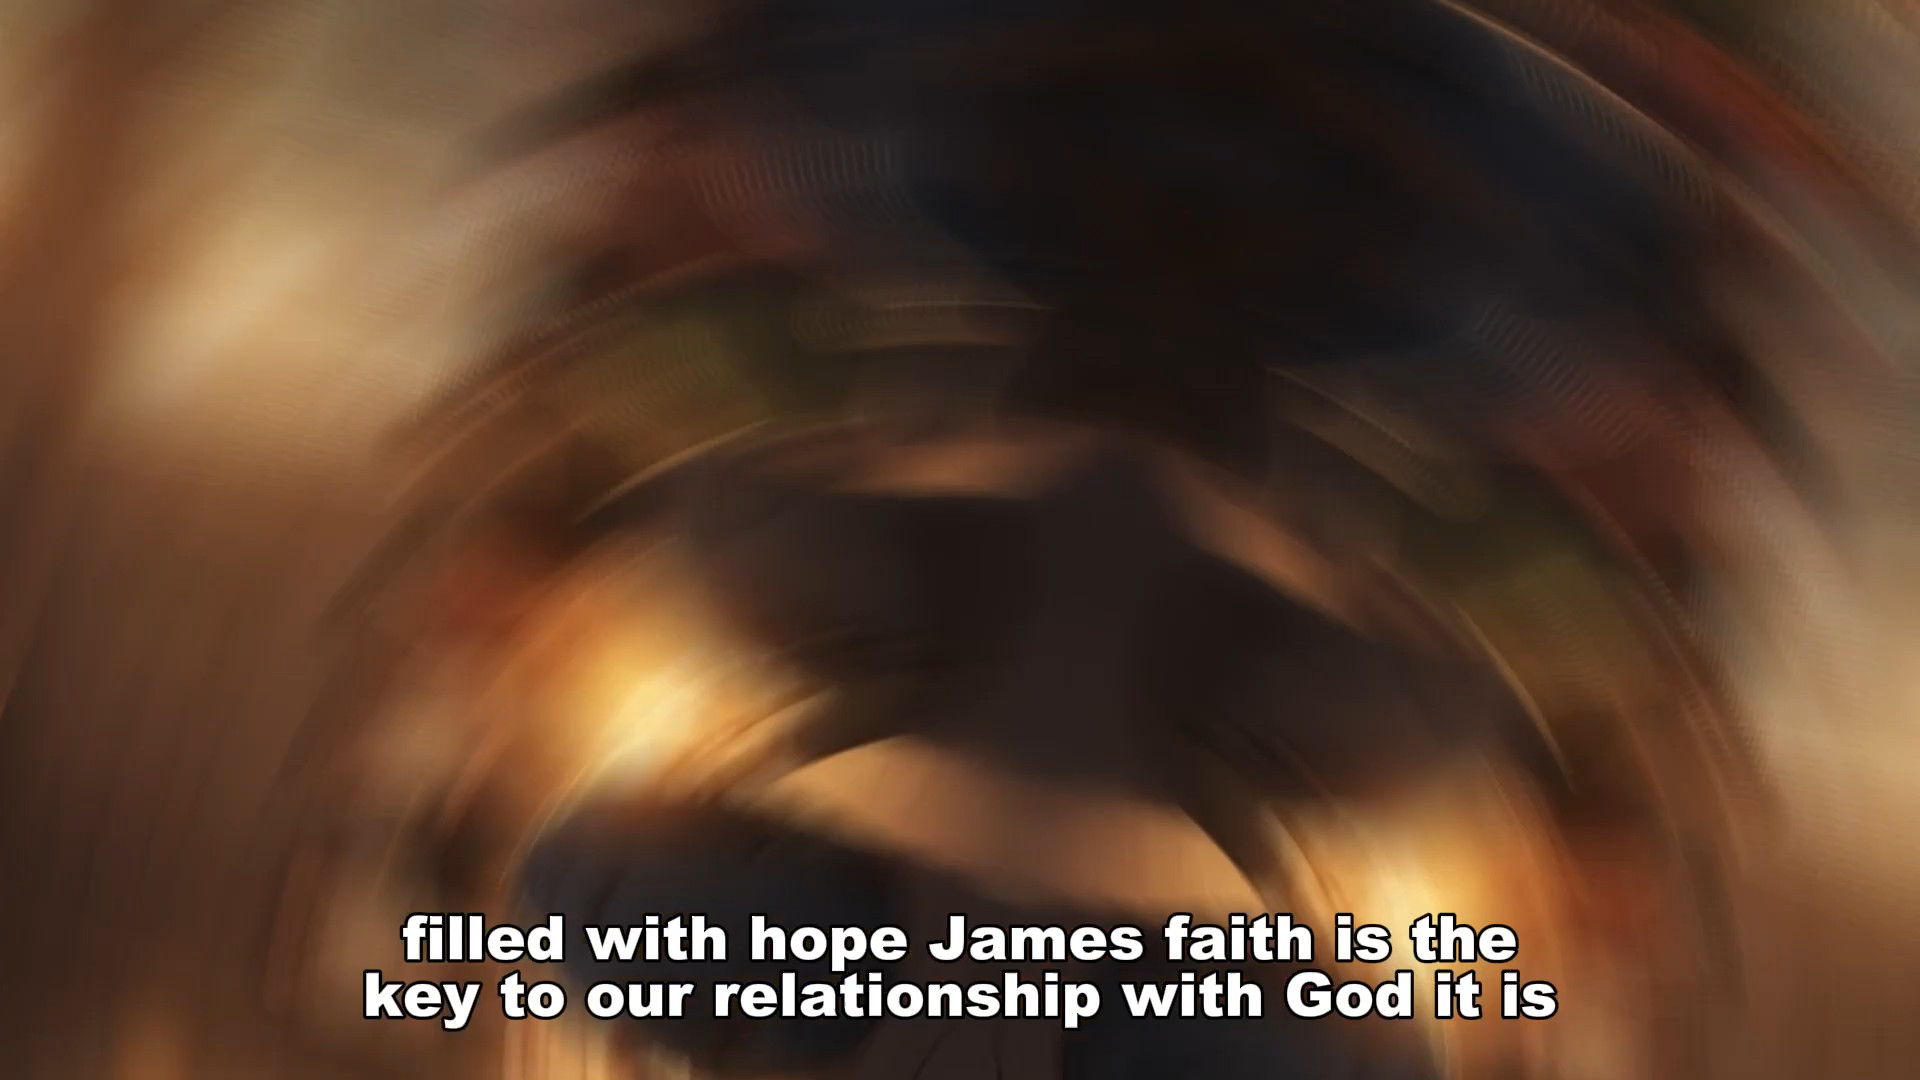 filled with hope James faith is the
key to our relationship with God it is